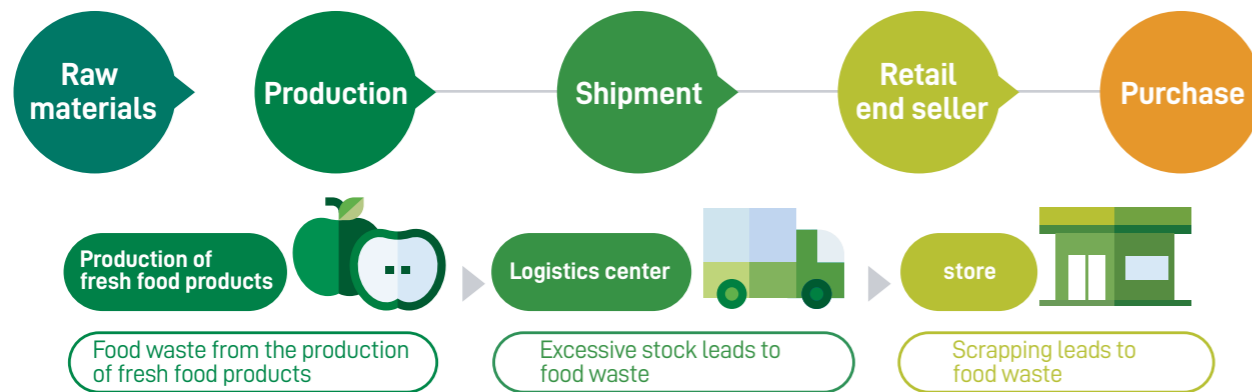 Raw
materials
Production
Shipment
Retail
end seller
Purchase
Production of
fresh food products
Logistics center
store
Food waste from the production
of fresh food products
Excessive stock leads to
food waste
Scrapping leads to
food waste